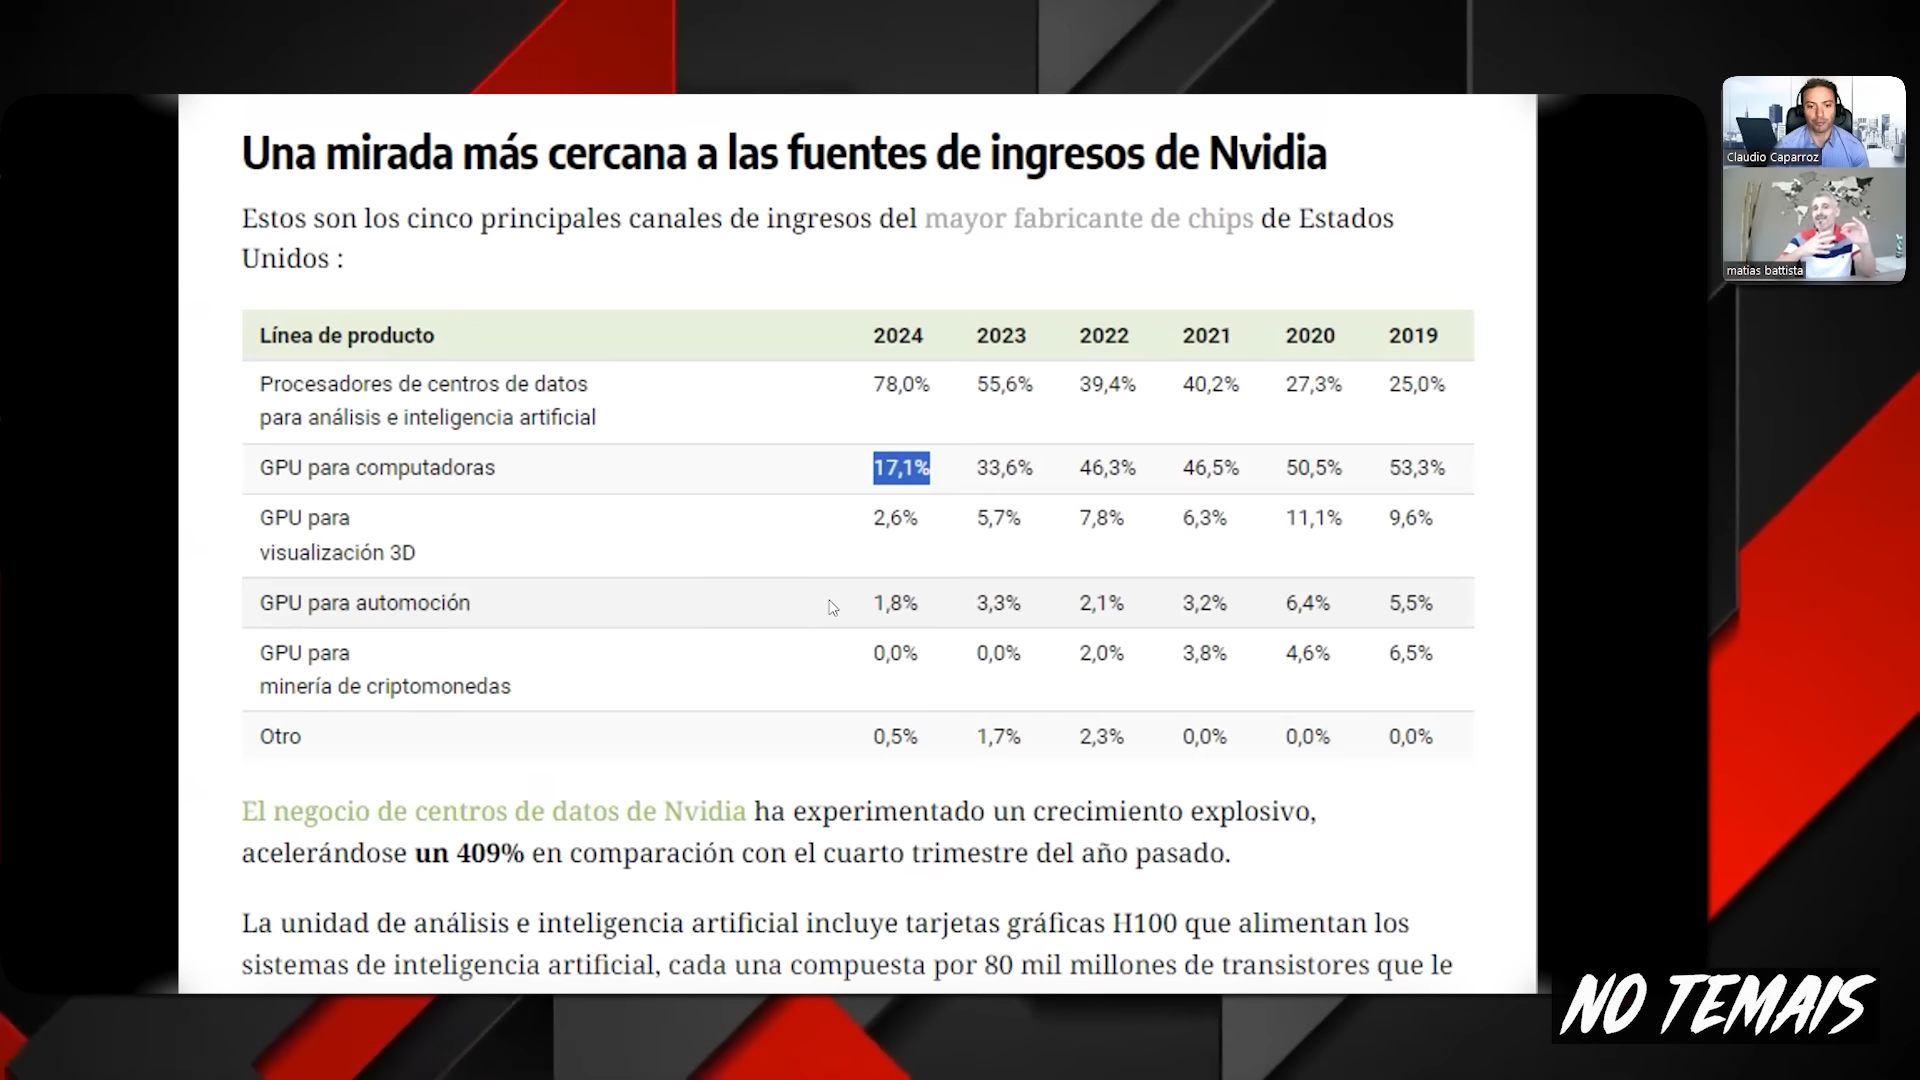 Una mirada más cercana a las fuentes de ingresos de Nvidia
Estos son los cinco principales canales de ingresos del mayor fabricante de chips de Estados
Unidos :
Línea de producto 2024 2023 2022 2021 2020 2019
Procesadores de centros de datos
para análisis e inteligencia artificial 78,0% 55,6% 39,4% 40,2% 27,3% 25,0%
GPU para computadoras 17,1% 33,6% 46,3% 46,5% 50,5% 53,3%
GPU para
visualización 3D 2,6% 5,7% 7,8% 6,3% 11,1% 9,6%
GPU para automoción 1,8% 3,3% 2,1% 3,2% 6,4% 5,5%
GPU para
minería de criptomonedas 0,0% 0,0% 2,0% 3,8% 4,6% 6,5%
Otro 0,5% 1,7% 2,3% 0,0% 0,0% 0,0%
El negocio de centros de datos de Nvidia ha experimentado un crecimiento explosivo,
acelerándose un 409% en comparación con el cuarto trimestre del año pasado.
La unidad de análisis e inteligencia artificial incluye tarjetas gráficas H100 que alimentan los
sistemas de inteligencia artificial, cada una compuesta por 80 mil millones de transistores que le
Claudio Caparroz
matias battista
NO TEMAIS